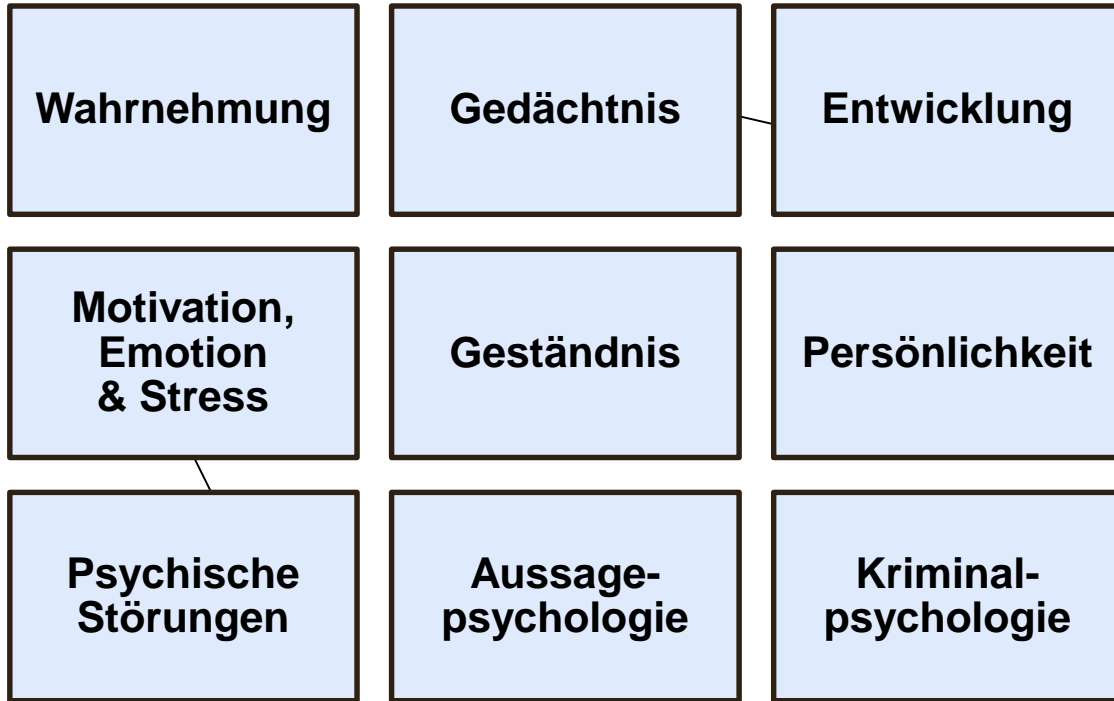 Wahrnehmung
Gedächtnis
Entwicklung
Motivation,
Emotion
& Stress
Geständnis
Persönlichkeit
Psychische
Störungen
Aussage-
psychologie
Kriminal-
psychologie